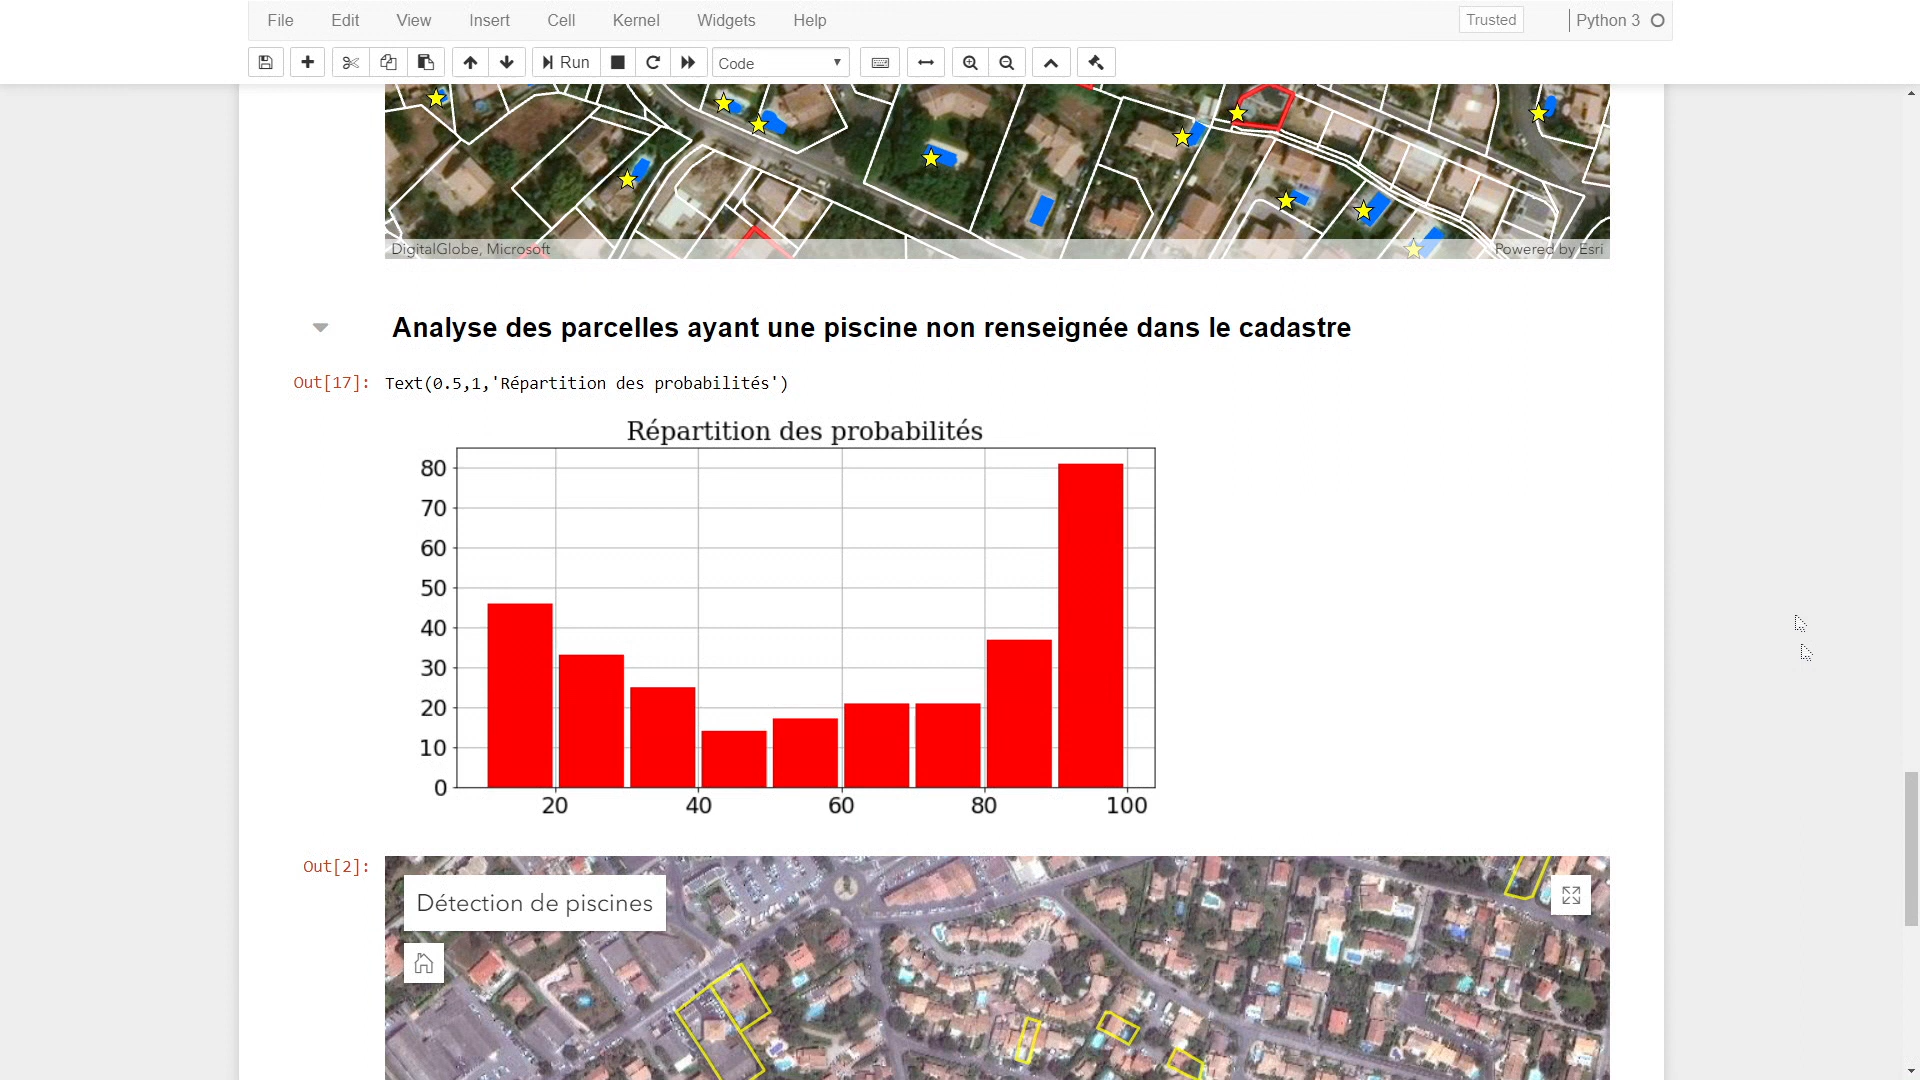 File Edit View Insert Cell Kernel Widgets Help Trusted Python 3
Run Code
DigitalGlobe, Microsoft Powered by Esri
Analyse des parcelles ayant une piscine non renseignée dans le cadastre
Out[17]: Text(0.5,1,'Répartition des probabilités')
Répartition des probabilités
80
70
60
50
40
30
20
10
0
20 40 60 80 100
Out[2]:
Détection de piscines